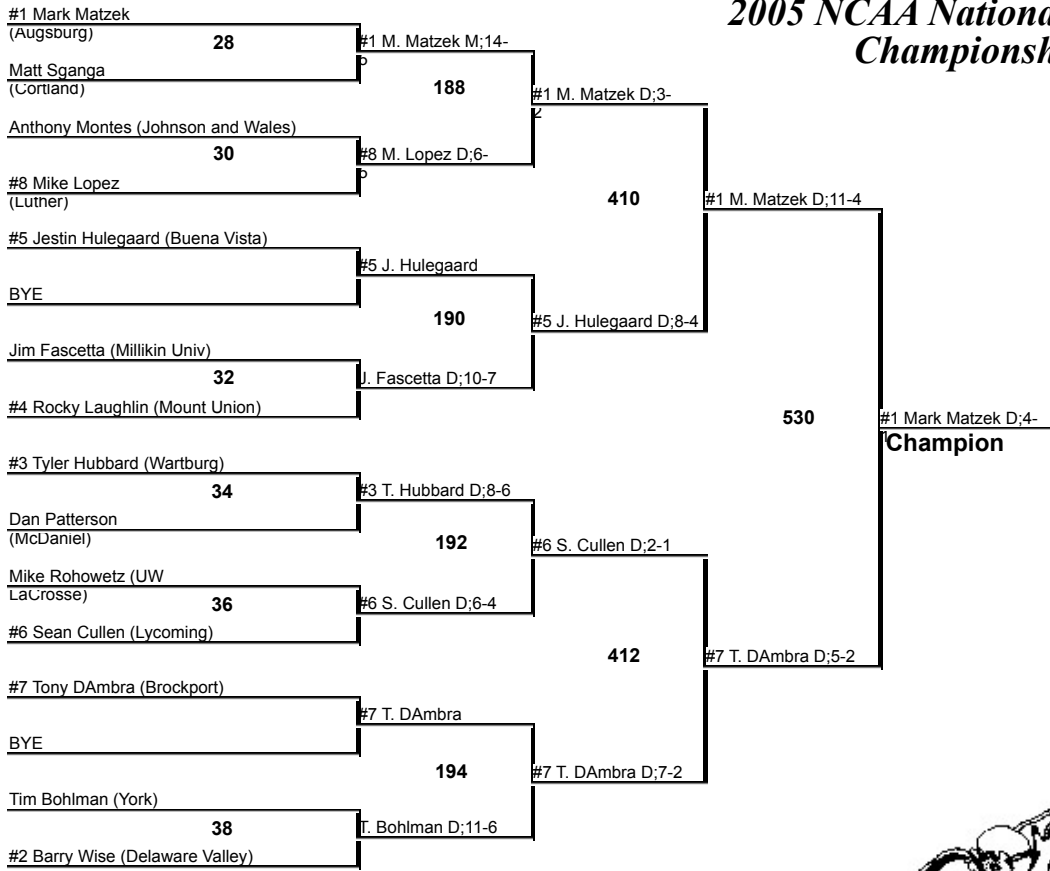 2005 NCAA Nationa
Championsh
#1 Mark Matzek
(Augsburg)
28
Matt Sganga
(Cortland)
Anthony Montes (Johnson and Wales)
30
#8 Mike Lopez
(Luther)
#5 Jestin Hulegaard (Buena Vista)
BYE
Jim Fascetta (Millikin Univ)
32
#4 Rocky Laughlin (Mount Union)
#3 Tyler Hubbard (Wartburg)
34
Dan Patterson
(McDaniel)
Mike Rohowetz (UW
LaCrosse)
36
#6 Sean Cullen (Lycoming)
#7 Tony DAmbra (Brockport)
BYE
Tim Bohlman (York)
38
#2 Barry Wise (Delaware Valley)
#1 M. Matzek M;14-
188
#8 M. Lopez D;6-
#5 J. Hulegaard
190
J. Fascetta D;10-7
#3 T. Hubbard D;8-6
192
#6 S. Cullen D;6-4
#7 T. DAmbra
194
T. Bohlman D;11-6
#1 M. Matzek D;3-
2
410
#5 J. Hulegaard D;8-4
#6 S. Cullen D;2-1
412
#7 T. DAmbra D;7-2
#1 M. Matzek D;11-4
530
#7 T. DAmbra D;5-2
#1 Mark Matzek D;4-
1
Champion